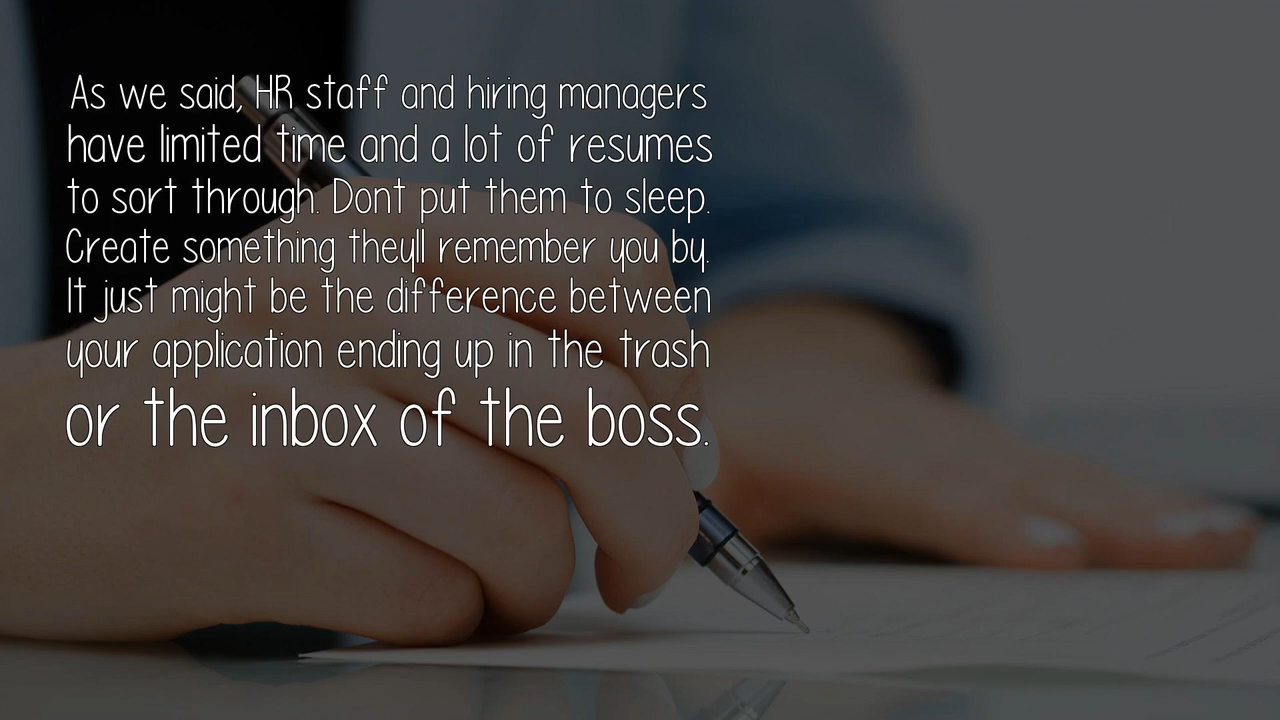 As we said, HR staff and hiring managers
have limited time and a lot of resumes
to sort through. Dont put them to sleep.
Create something theyll remember you by.
It just might be the difference between
your application ending up in the trash
or the inbox of the boss.